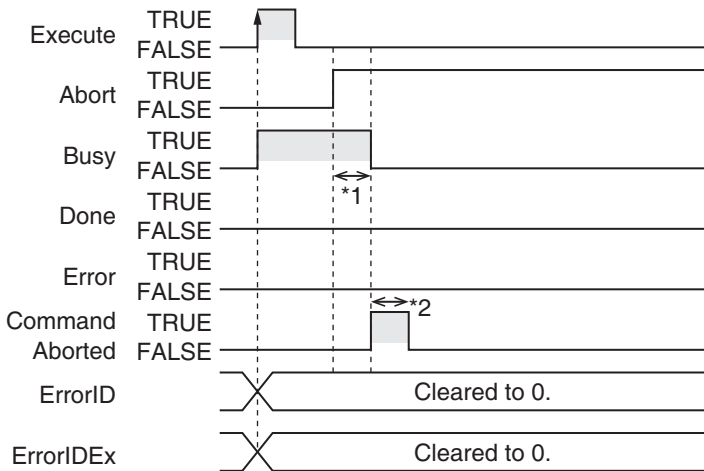 Execute TRUE
FALSE
Abort TRUE
FALSE
Busy TRUE
FALSE
*1
Done TRUE
FALSE
Error TRUE
FALSE
*2
Command TRUE
Aborted FALSE
ErrorID Cleared to 0.
ErrorIDEx Cleared to 0.